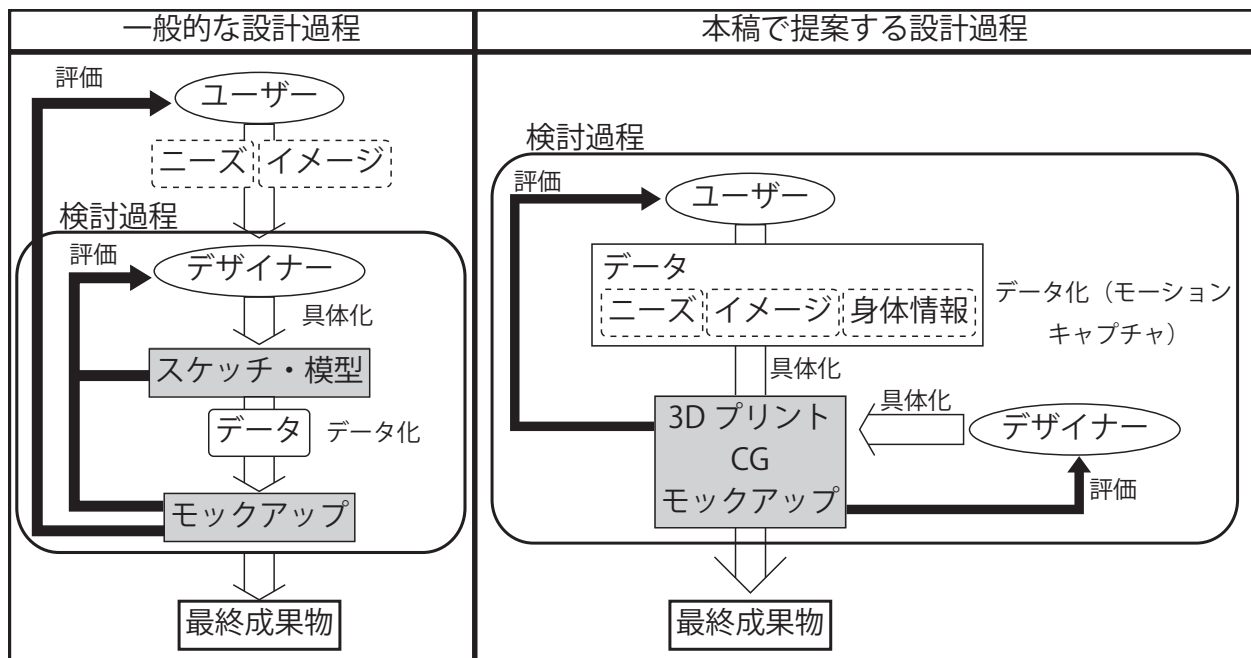 一般的な設計過程
評価
ユーザー
ニーズ イメージ
検討過程
評価
デザイナー
具体化
スケッチ・模型
データ データ化
モックアップ
最終成果物
本稿で提案する設計過程
検討過程
評価
ユーザー
データ
ニーズ イメージ 身体情報
データ化（モーション
キャプチャ）
具体化
3D プリント
CG
モックアップ
具体化
デザイナー
評価
最終成果物